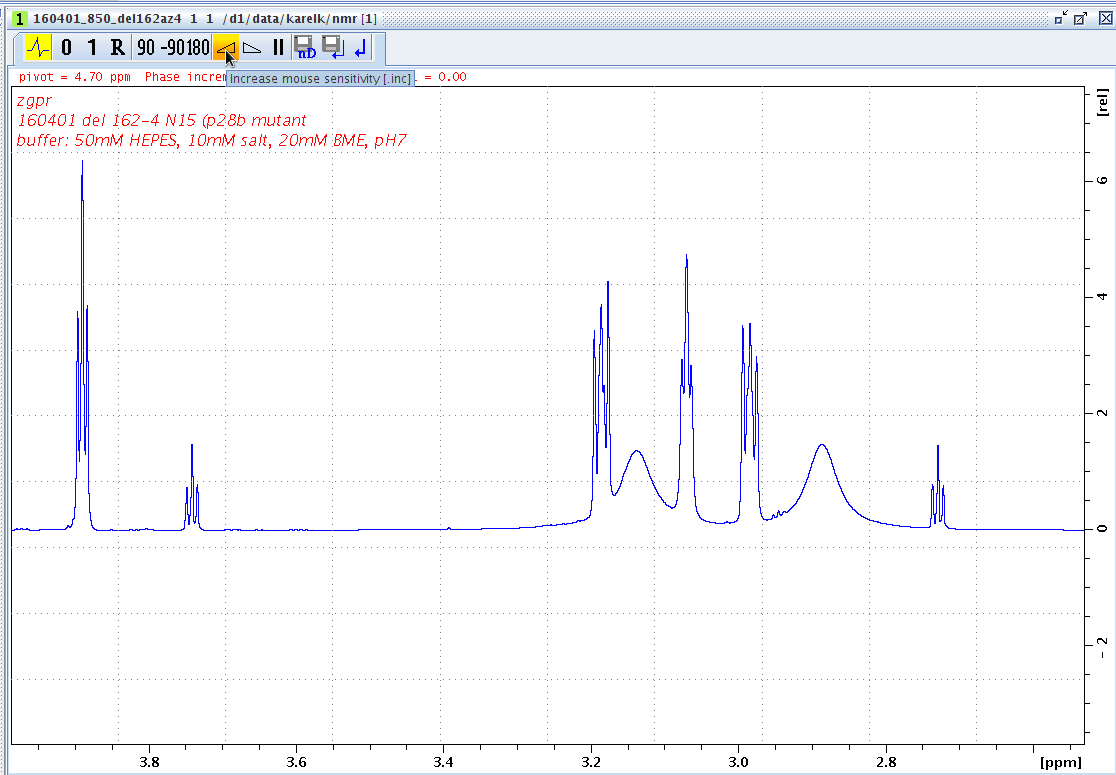 1 160401_850_del162az4 1 1 /d1/data/karelk/nmr [1]
0 1 R 90 -90 180 nD
pivot = 4.70 ppm Phase increm = 0.00
Increase mouse sensitivity [.inc]
zgpr
160401 del 162-4 N15 (p28b mutant
buffer: 50mM HEPES, 10mM salt, 20mM BME, pH7
[rel]
6
4
2
0
- 2
3.8 3.6 3.4 3.2 3.0 2.8 [ppm]